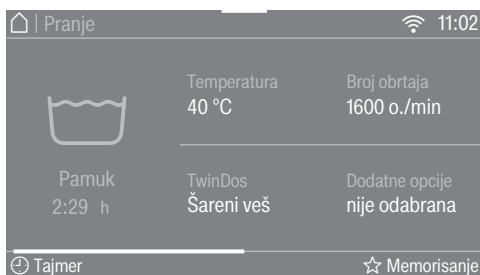 | Pranje 11:02
Temperatura Broj obrtaja
40 °C 1600 o./min
Pamuk TwinDos Dodatne opcije
2:29 h Šareni veš nije odabrana
Tajmer Memorisanje